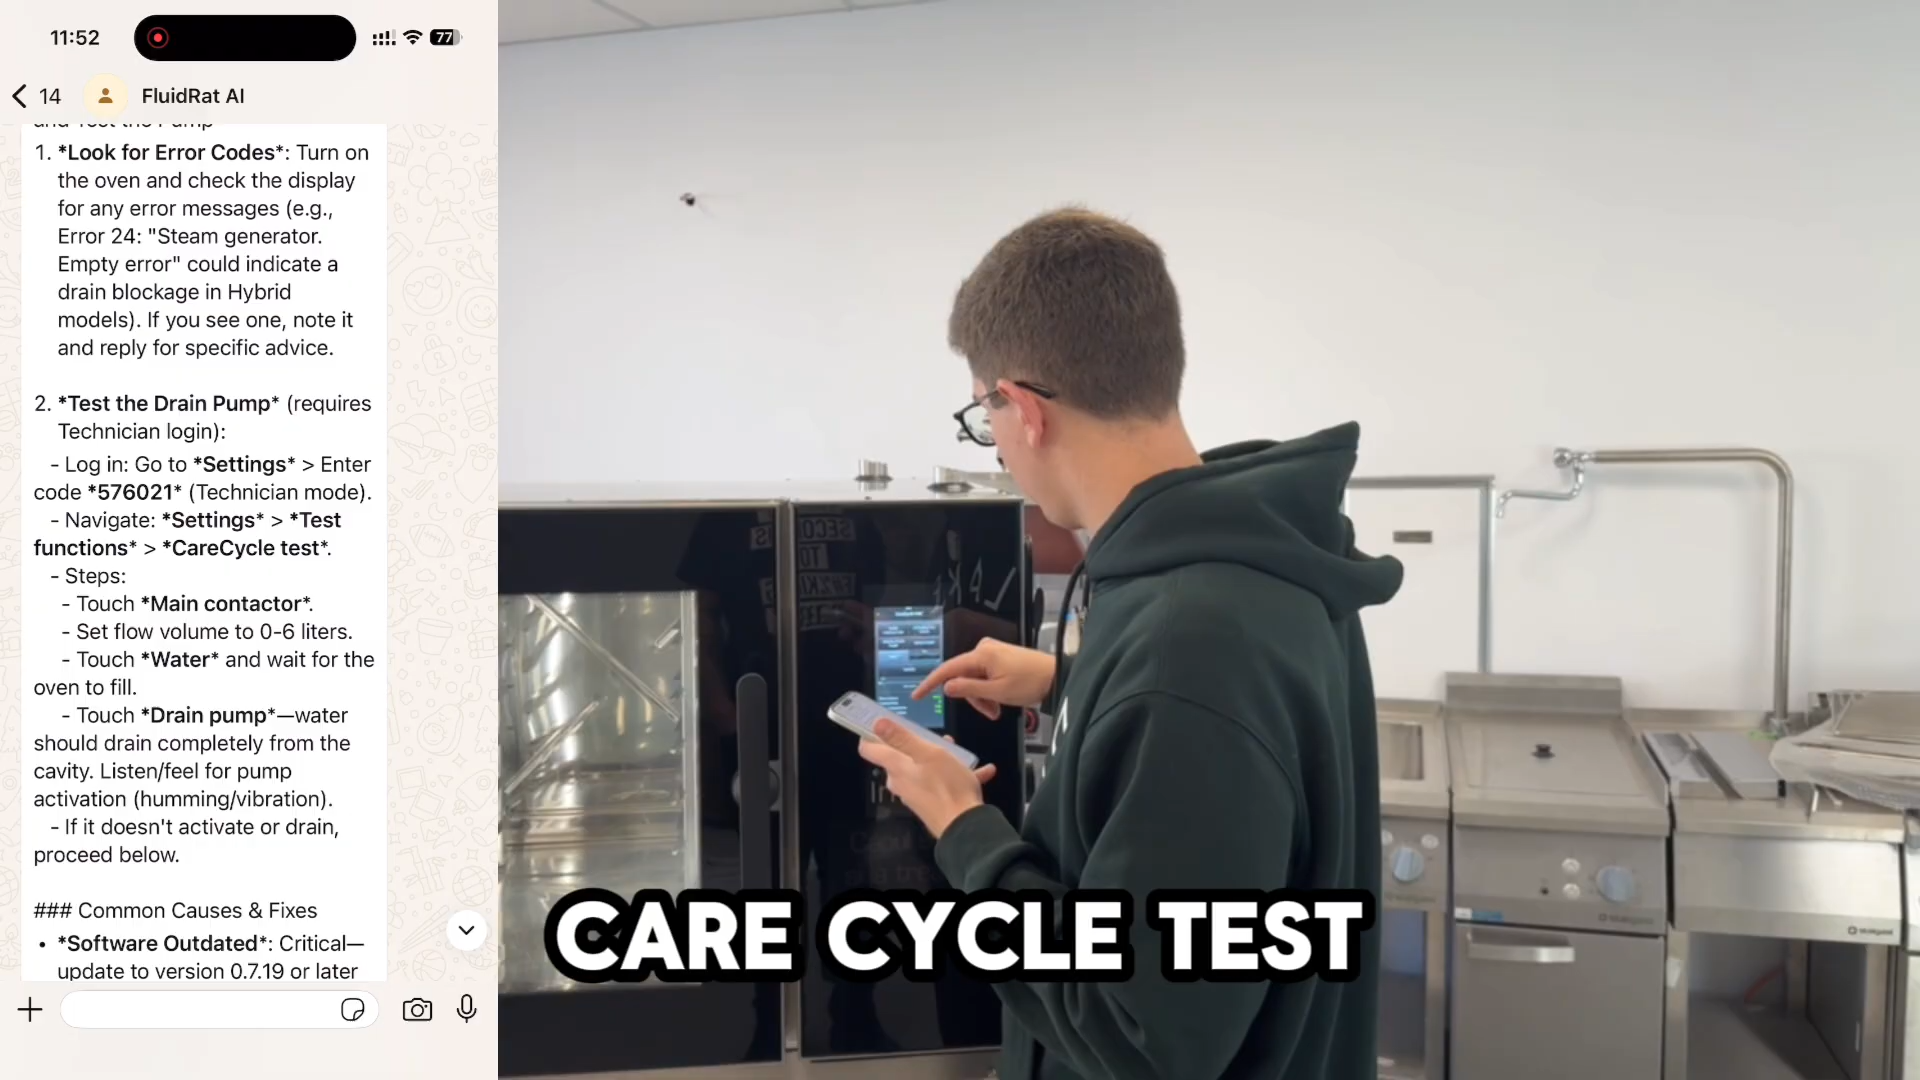 11:52
77
14
FluidRat AI
1. *Look for Error Codes*: Turn on
the oven and check the display
for any error messages (e.g.,
Error 24: "Steam generator.
Empty error" could indicate a
drain blockage in Hybrid
models). If you see one, note it
and reply for specific advice.
2. *Test the Drain Pump* (requires
Technician login):
- Log in: Go to *Settings* > Enter
code *576021* (Technician mode).
- Navigate: *Settings* > *Test
functions* > *CareCycle test*.
- Steps:
- Touch *Main contactor*.
- Set flow volume to 0-6 liters.
- Touch *Water* and wait for the
oven to fill.
- Touch *Drain pump*—water
should drain completely from the
cavity. Listen/feel for pump
activation (humming/vibration).
- If it doesn't activate or drain,
proceed below.
### Common Causes & Fixes
• *Software Outdated*: Critical—
update to version 0.7.19 or later
CARE CYCLE TEST